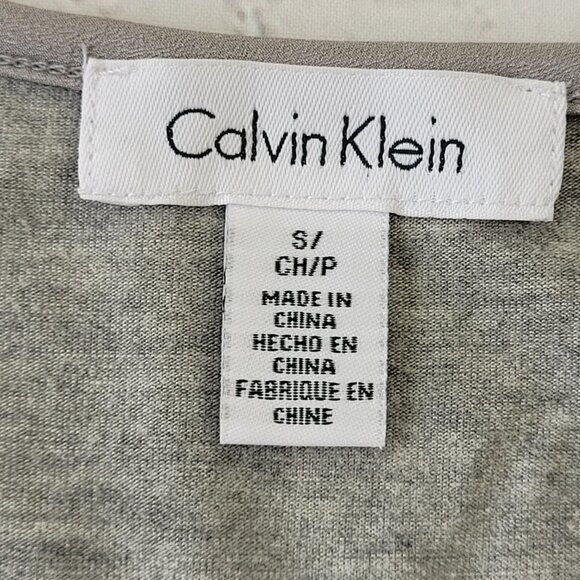 Calvin Klein
S/
CH/P
MADE IN
CHINA
HECHO EN
CHINA
FABRIQUE EN
CHINE